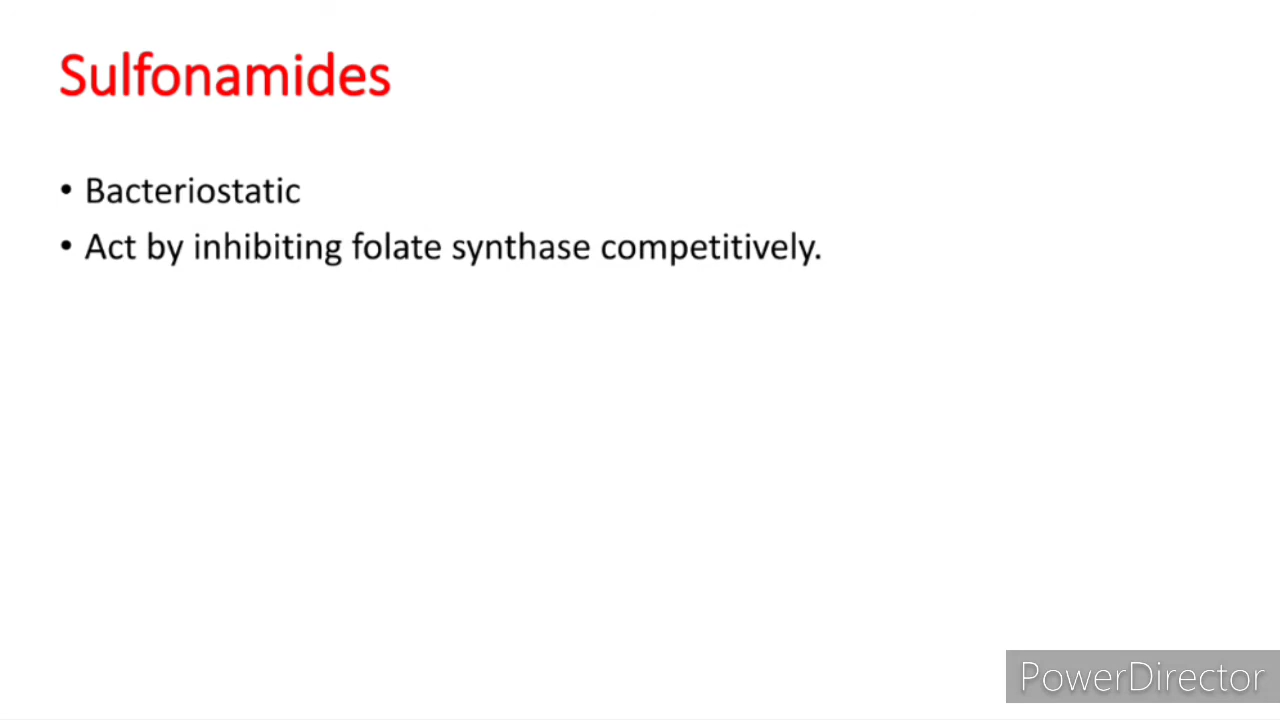 Sulfonamides
• Bacteriostatic
• Act by inhibiting folate synthase competitively.
PowerDirector